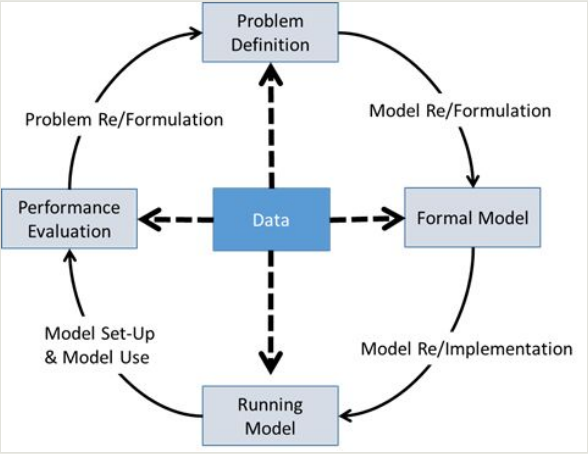 Problem
Definition
Model Re/Formulation
Problem Re/Formulation
Performance
Evaluation
Data
Formal Model
Model Set-Up
& Model Use
Model Re/Implementation
Running
Model